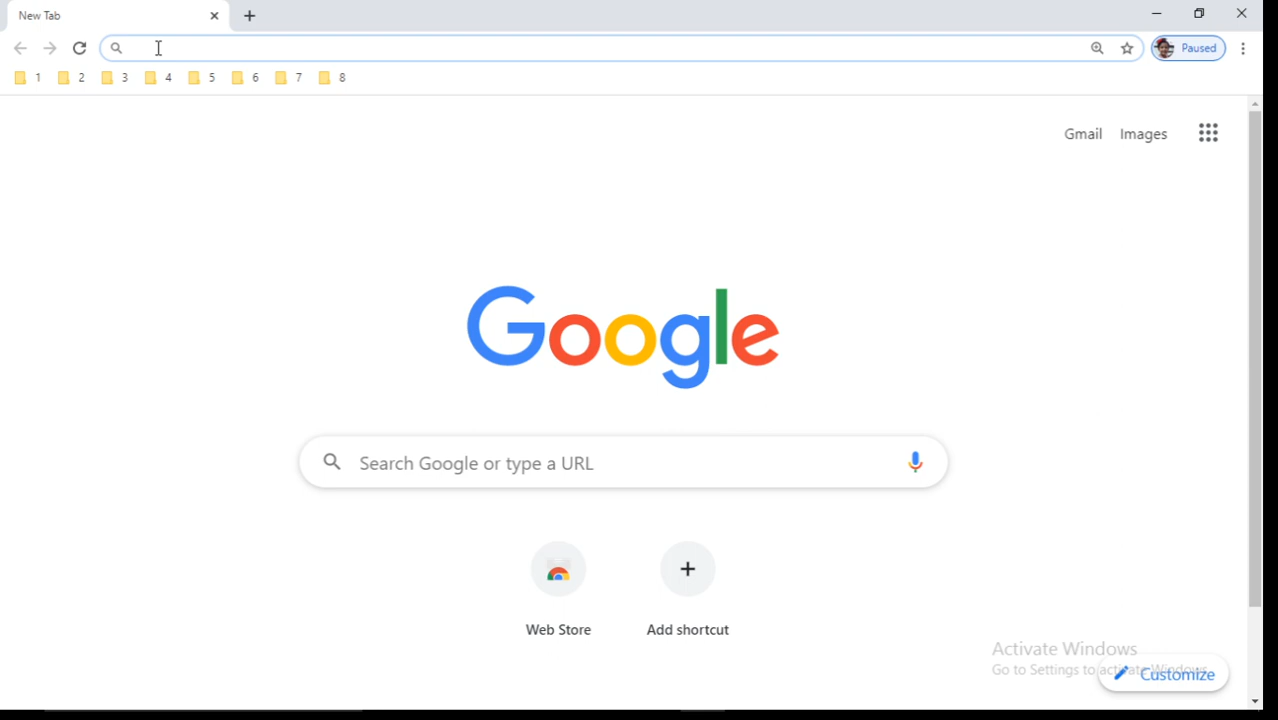 New Tab
Paused
1 2 3 4 5 6 7 8
Gmail Images
Google
Search Google or type a URL
Web Store Add shortcut
Activate Windows
Go to Settings to activate Windows.
Customize